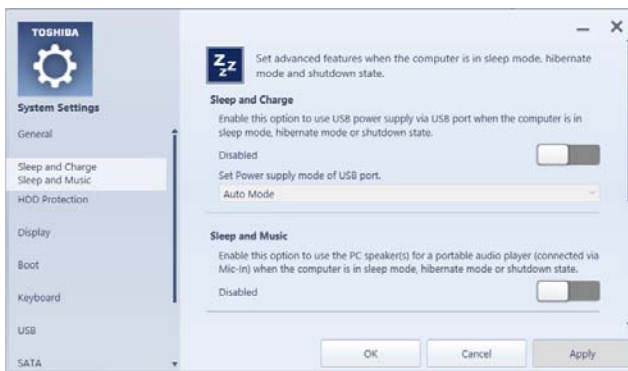 TOSHIBA
System Settings
General
Sleep and Charge
Sleep and Music
HDD Protection
Display
Boot
Keyboard
USB
SATA
zzz
Set advanced features when the computer is in sleep mode, hibernate
mode and shutdown state.
Sleep and Charge
Enable this option to use USB power supply via USB port when the computer is in
sleep mode, hibernate mode or shutdown state.
Disabled
Set Power supply mode of USB port.
Auto Mode
Sleep and Music
Enable this option to use the PC speaker(s) for a portable audio player (connected via
Mic-In) when the computer is in sleep mode, hibernate mode or shutdown state.
Disabled
OK
Cancel
Apply